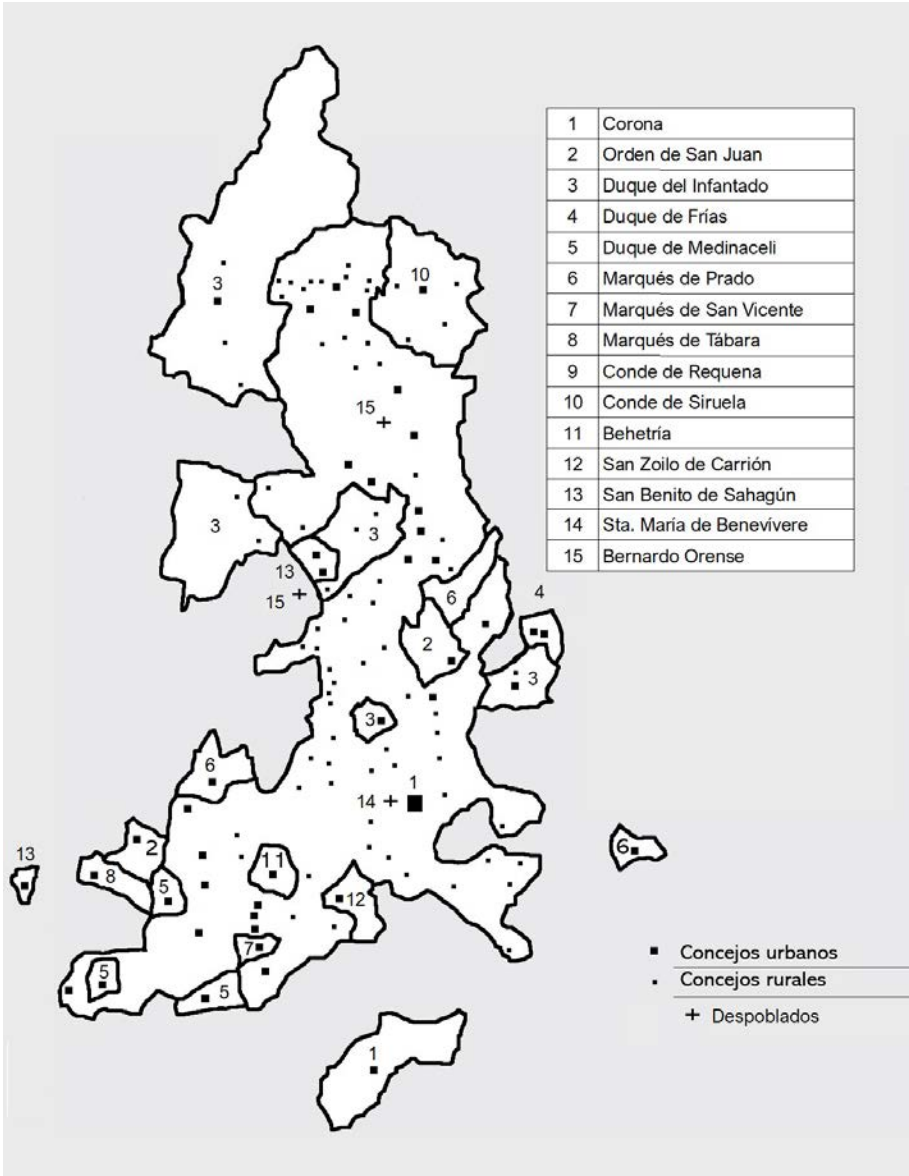 1 Corona
2 Orden de San Juan
3 Duque del Infantado
4 Duque de Frías
5 Duque de Medinaceli
6 Marqués de Prado
7 Marqués de San Vicente
8 Marqués de Tábara
9 Conde de Requena
10 Conde de Siruela
11 Behetría
12 San Zoilo de Carrión
13 San Benito de Sahagún
14 Sta. María de Benevívere
15 Bernardo Orense
3
10
15
3
3
13
15
6
4
2
3
3
6
14
1
11
2
6
13
8
5
12
7
5
5
1
Concejos urbanos
Concejos rurales
Despoblados